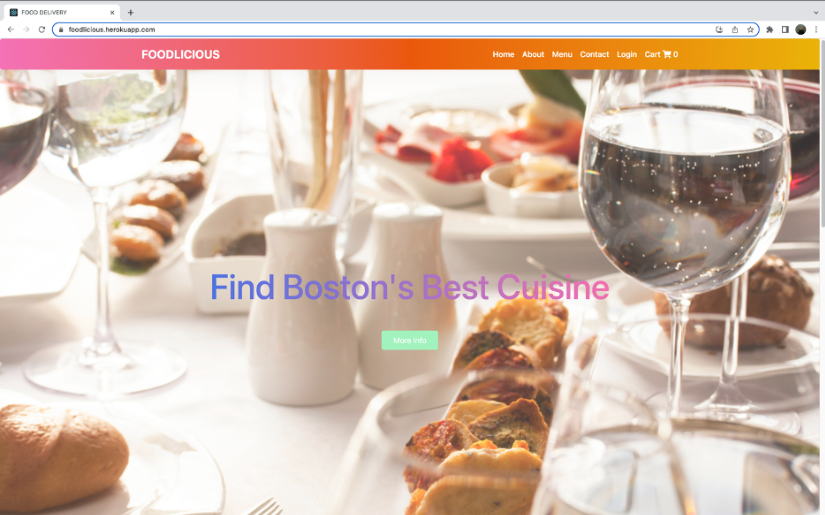 FOOD DELIVERY
foodlicious.herokuapp.com
FOODLICIOUS
Home About Menu Contact Login Cart 0
Find Boston's Best Cuisine
More Info